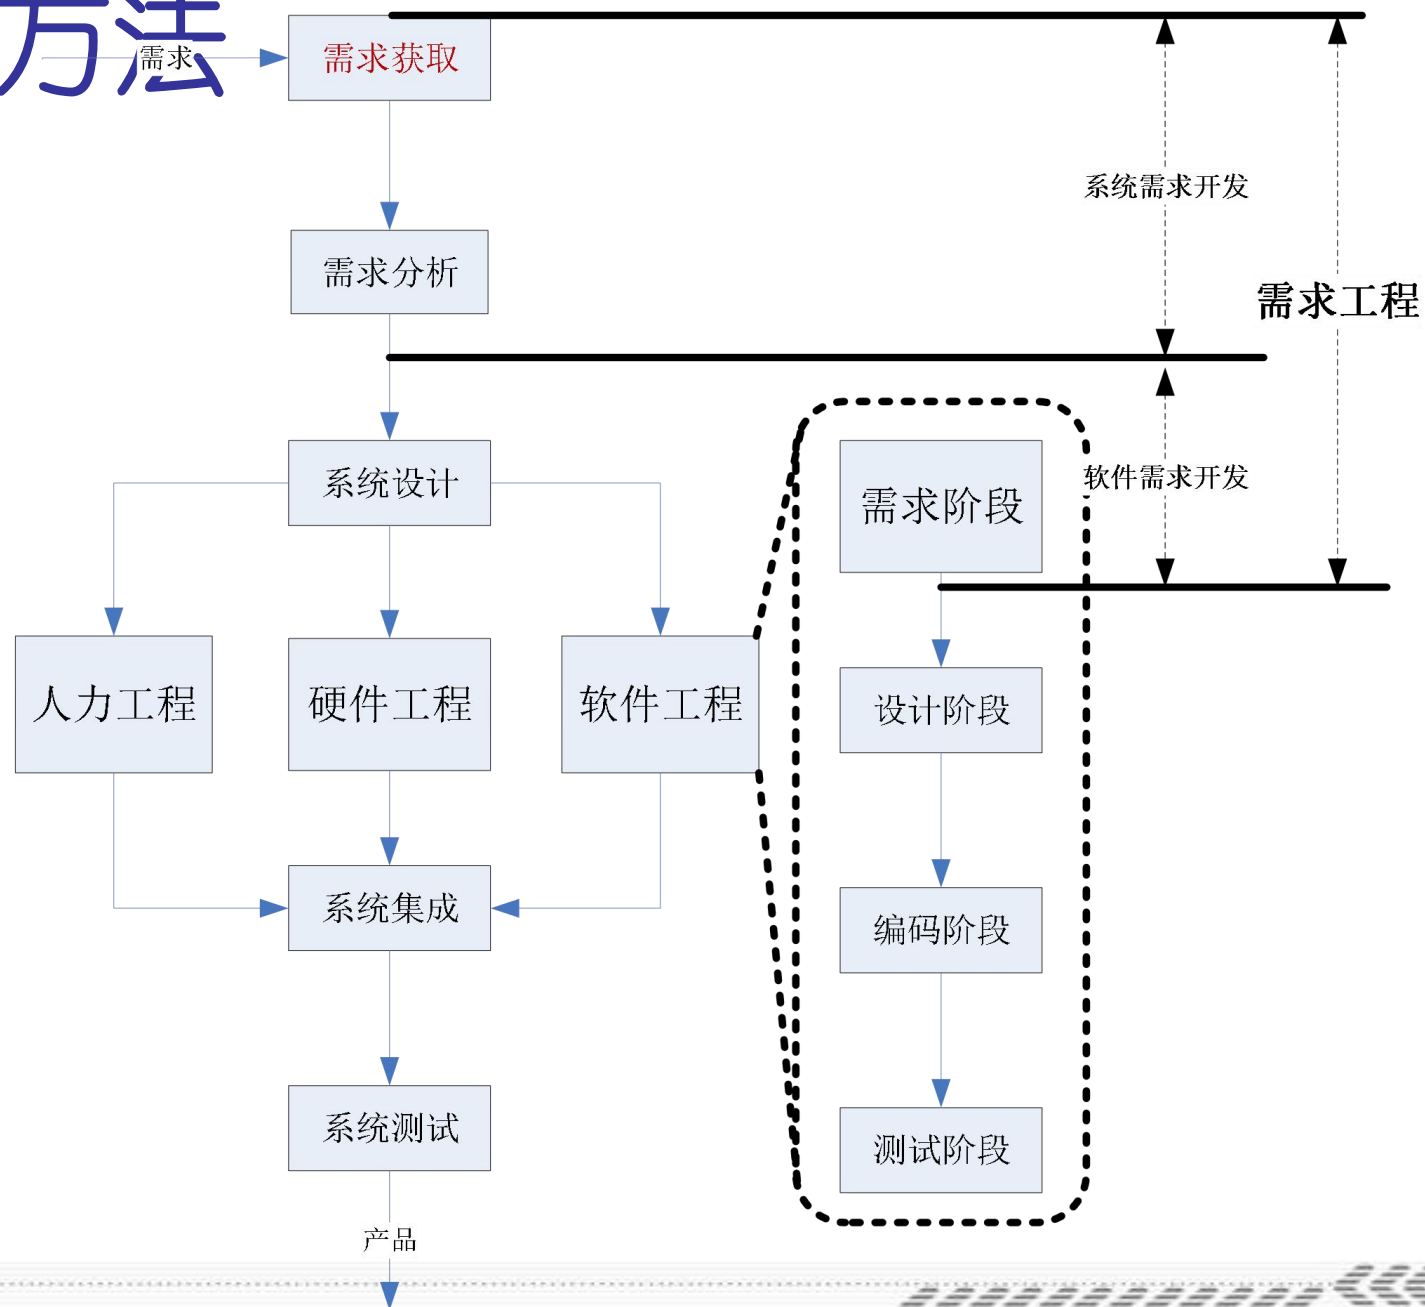 方法
需求
需求获取
系统需求开发
需求分析
需求工程
系统设计
软件需求开发
需求阶段
人力工程
硬件工程
软件工程
设计阶段
系统集成
编码阶段
系统测试
测试阶段
产品